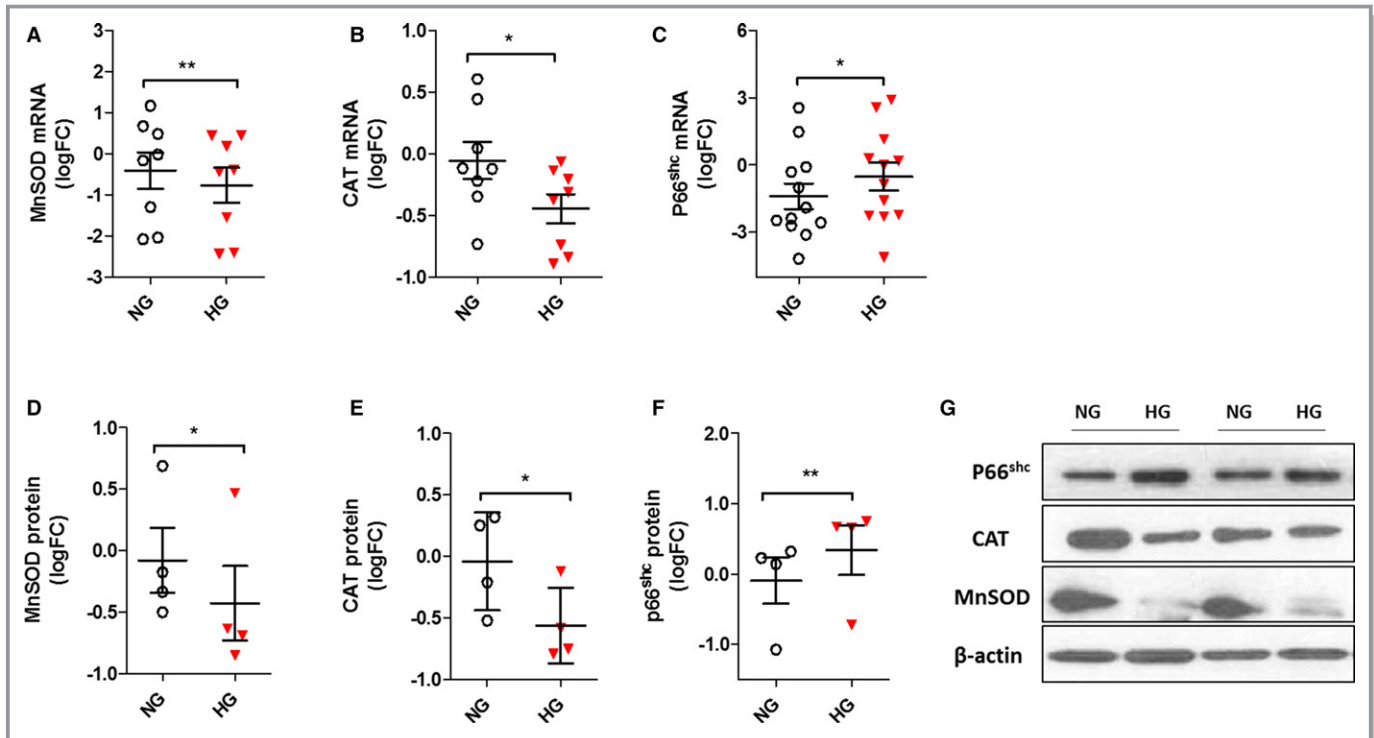 A
MnSOD mRNA
(logFC)
**
3
2
1
-0
-1
-2
-3
NG
HG
B
CAT mRNA
(logFC)
*
1.0
0.5
0.0
-0.5
-1.0
NG
HG
C
P66shc mRNA
(logFC)
*
6
3
-0
-3
NG
HG
D
MnSOD protein
(logFC)
*
1.0
0.5
-0.0
-0.5
-1.0
NG
HG
E
CAT protein
(logFC)
*
1.0
0.5
0.0
-0.5
-1.0
NG
HG
F
p66shc protein
(logFC)
**
2.0
1.0
0.0
-1.0
NG
HG
G
NG HG NG HG
P66shc
CAT
MnSOD
β-actin